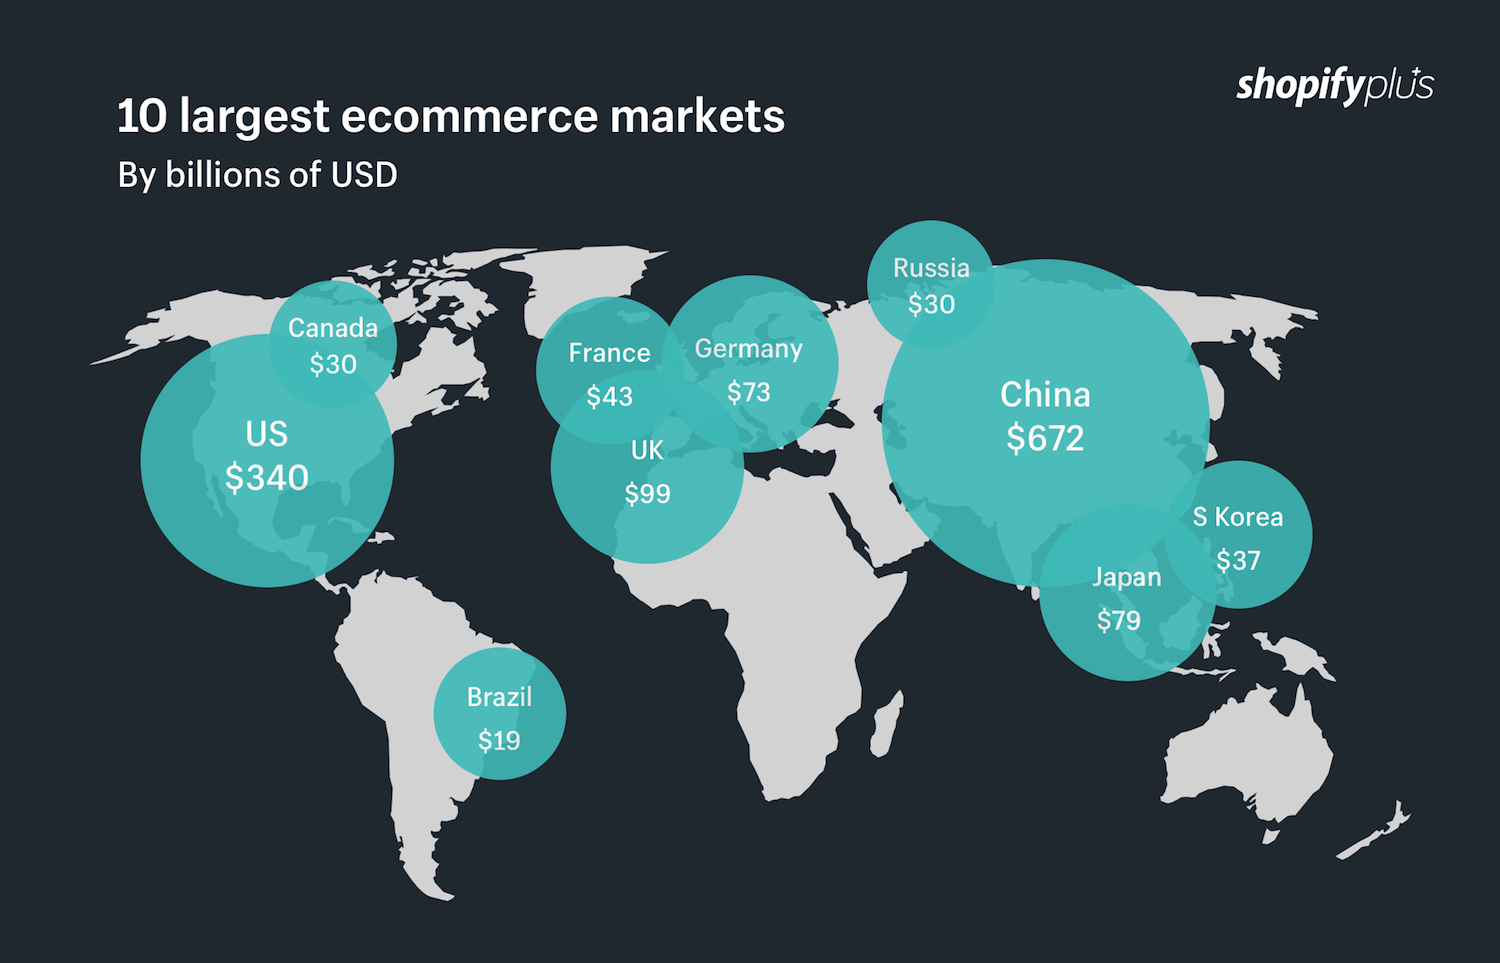 shopifyplus
10 largest ecommerce markets
By billions of USD
Russia
$30
Canada
$30
France
$43
Germany
$73
China
$672
US
$340
UK
$99
S Korea
$37
Japan
$79
Brazil
$19